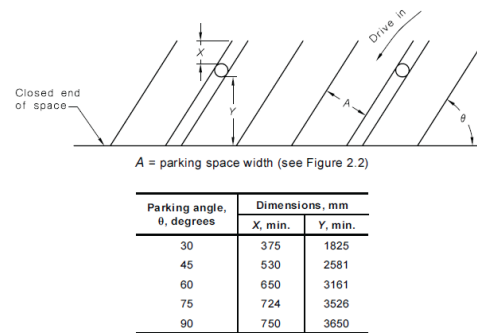 X
Drive in
Closed end
of space
Y
A
θ
A = parking space width (see Figure 2.2)
Parking angle,
θ, degrees
Dimensions, mm
X, min.
Y, min.
30 375 1825
45 530 2581
60 650 3161
75 724 3526
90 750 3650